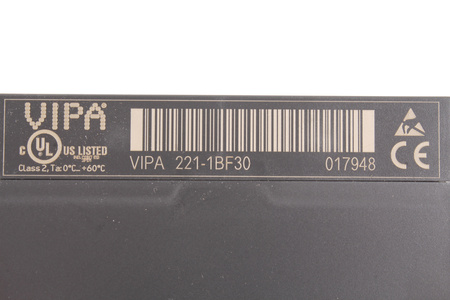 VIPA
C UL US LISTED
Class 2, Ta: 0°C...+60°C
VIPA 221-1BF30 017948
CE